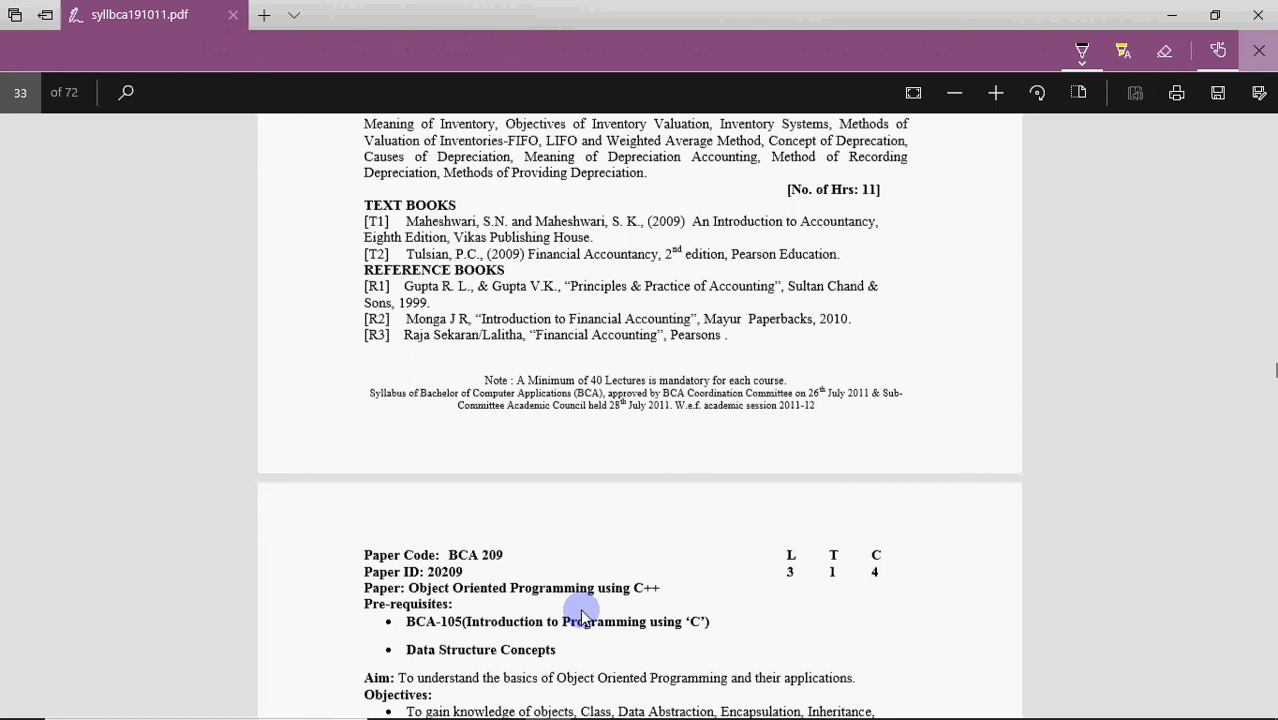 syllbca191011.pdf
33 of 72
Meaning of Inventory, Objectives of Inventory Valuation, Inventory Systems, Methods of
Valuation of Inventories-FIFO, LIFO and Weighted Average Method, Concept of Deprecation,
Causes of Depreciation, Meaning of Depreciation Accounting, Method of Recording
Depreciation, Methods of Providing Depreciation.
[No. of Hrs: 11]
TEXT BOOKS
[T1] Maheshwari, S.N. and Maheshwari, S. K., (2009) An Introduction to Accountancy,
Eighth Edition, Vikas Publishing House.
[T2] Tulsian, P.C., (2009) Financial Accountancy, 2nd edition, Pearson Education.
REFERENCE BOOKS
[R1] Gupta R. L., & Gupta V.K., “Principles & Practice of Accounting”, Sultan Chand &
Sons, 1999.
[R2] Monga J R, “Introduction to Financial Accounting”, Mayur Paperbacks, 2010.
[R3] Raja Sekaran/Lalitha, “Financial Accounting”, Pearsons .
Note : A Minimum of 40 Lectures is mandatory for each course.
Syllabus of Bachelor of Computer Applications (BCA), approved by BCA Coordination Committee on 26th July 2011 & Sub-
Committee Academic Council held 28th July 2011. W.e.f. academic session 2011-12
Paper Code: BCA 209 L T C
Paper ID: 20209 3 1 4
Paper: Object Oriented Programming using C++
Pre-requisites:
• BCA-105(Introduction to Programming using ‘C’)
• Data Structure Concepts
Aim: To understand the basics of Object Oriented Programming and their applications.
Objectives:
• To gain knowledge of objects, Class, Data Abstraction, Encapsulation, Inheritance,